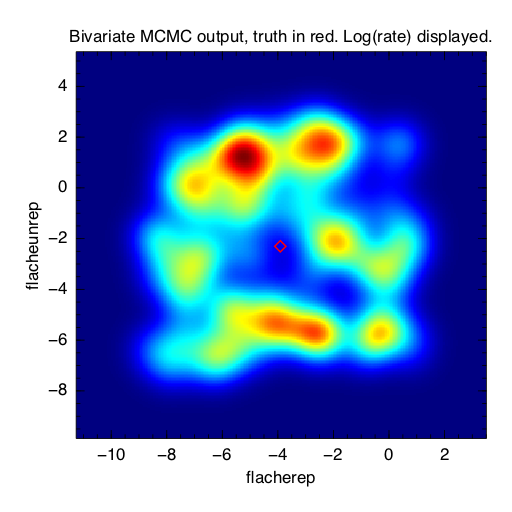 Bivariate MCMC output, truth in red. Log(rate) displayed.
4
2
0
−2
−4
−6
−8
flacheunrep
−10 −8 −6 −4 −2 0 2
flacherep